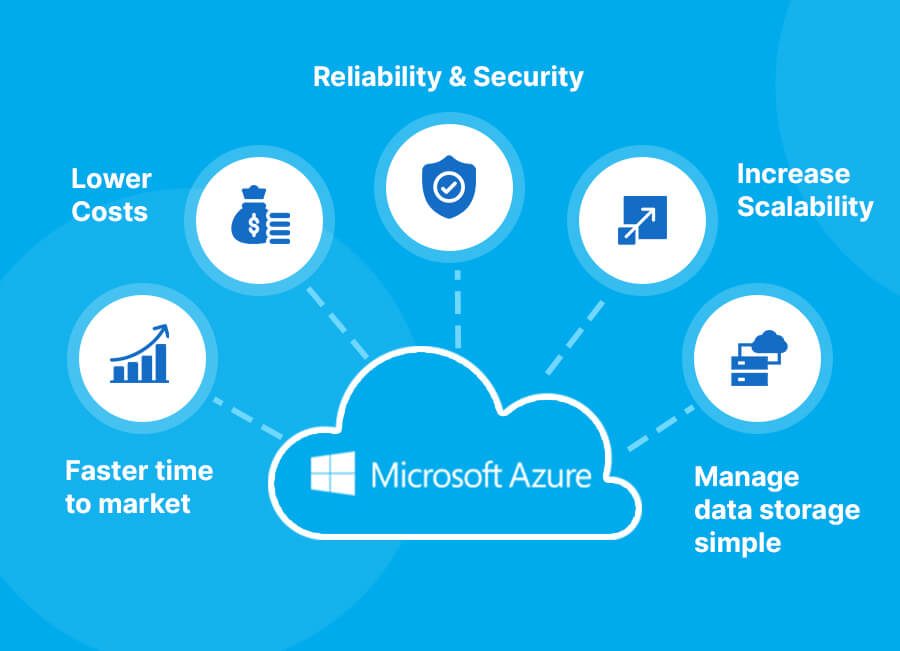 Reliability & Security
Lower
Costs
$
Increase
Scalability
Faster time
to market
Microsoft Azure
Manage
data storage
simple